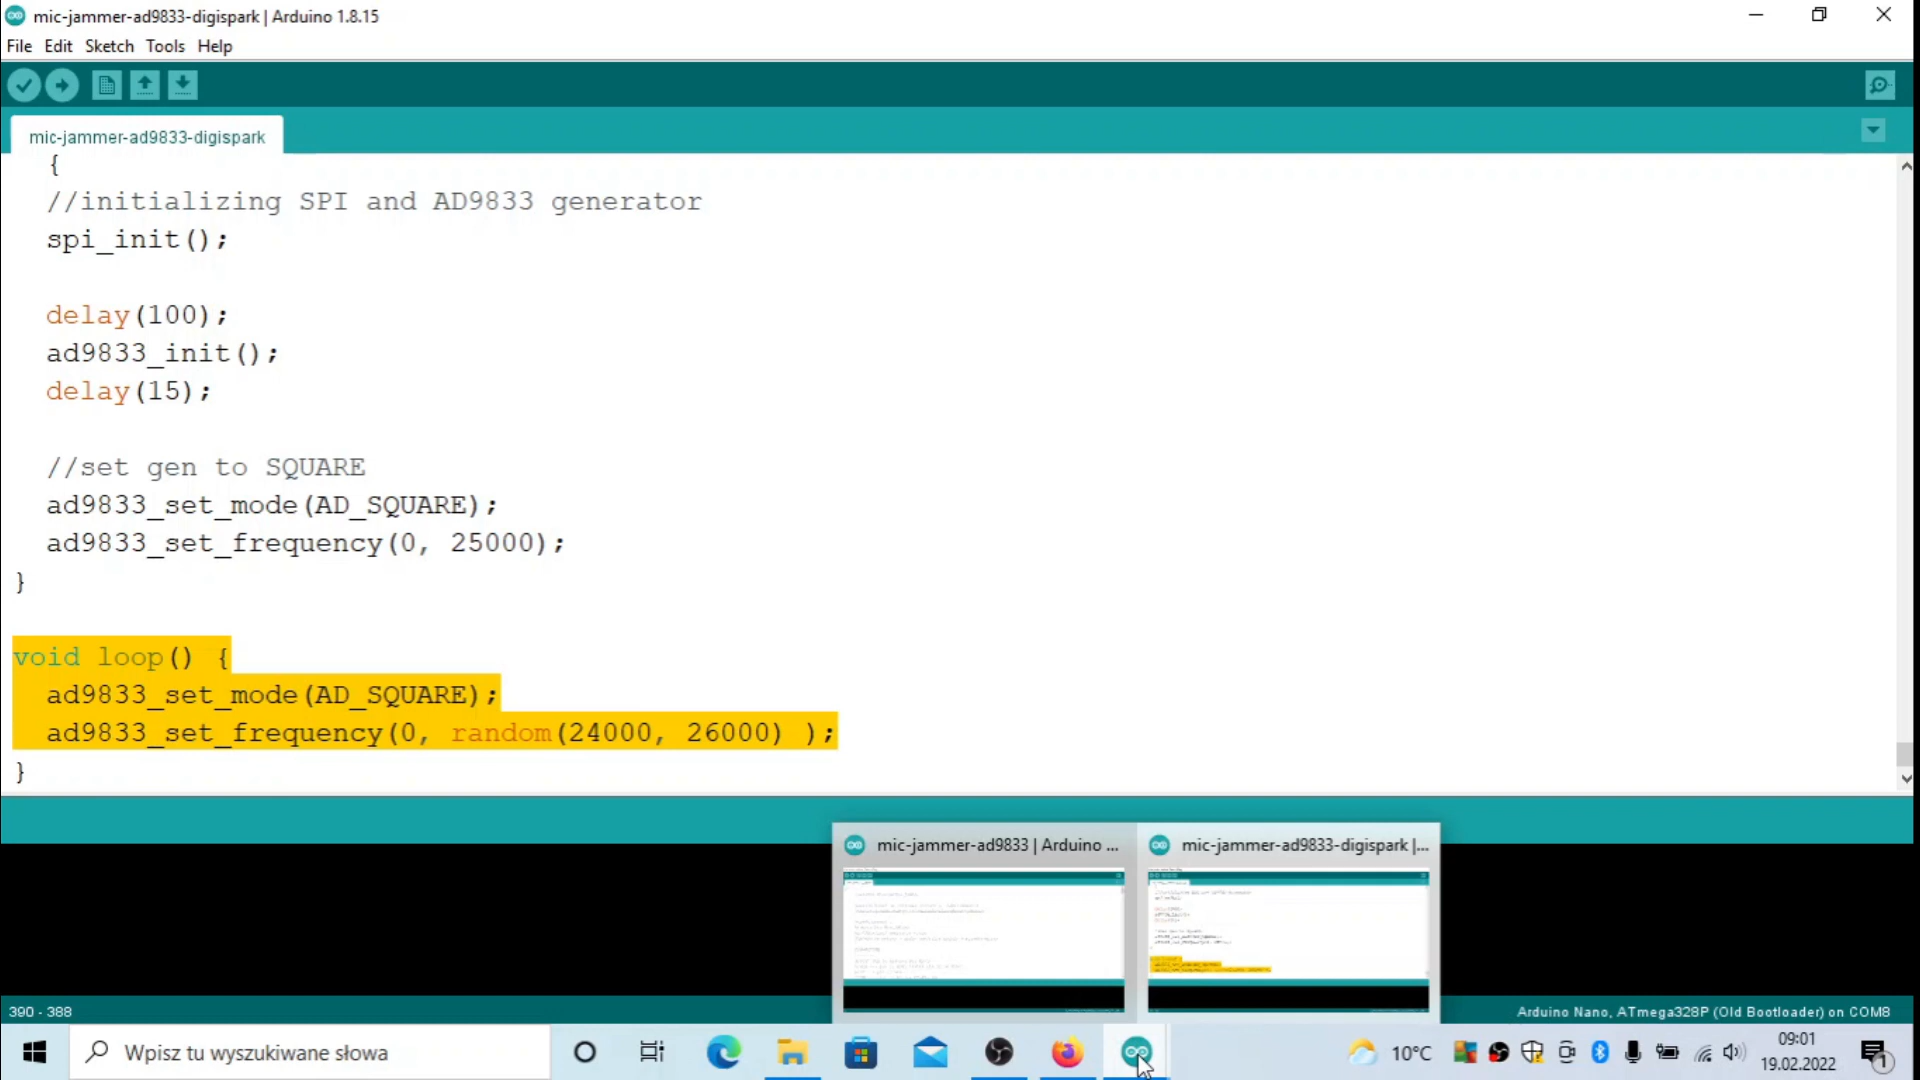 mic-jammer-ad9833-digispark | Arduino 1.8.15
File Edit Sketch Tools Help
mic-jammer-ad9833-digispark
{
//initializing SPI and AD9833 generator
spi_init();
delay(100);
ad9833_init();
delay(15);
//set gen to SQUARE
ad9833_set_mode(AD_SQUARE);
ad9833_set_frequency(0, 25000);
}
void loop() {
ad9833_set_mode(AD_SQUARE);
ad9833_set_frequency(0, random(24000, 26000) );
}
mic-jammer-ad9833 | Arduino ...
mic-jammer-ad9833-digispark |...
390 - 388
Arduino Nano, ATmega328P (Old Bootloader) on COM8
Wpisz tu wyszukiwane słowa
10°C
09:01
19.02.2022
1